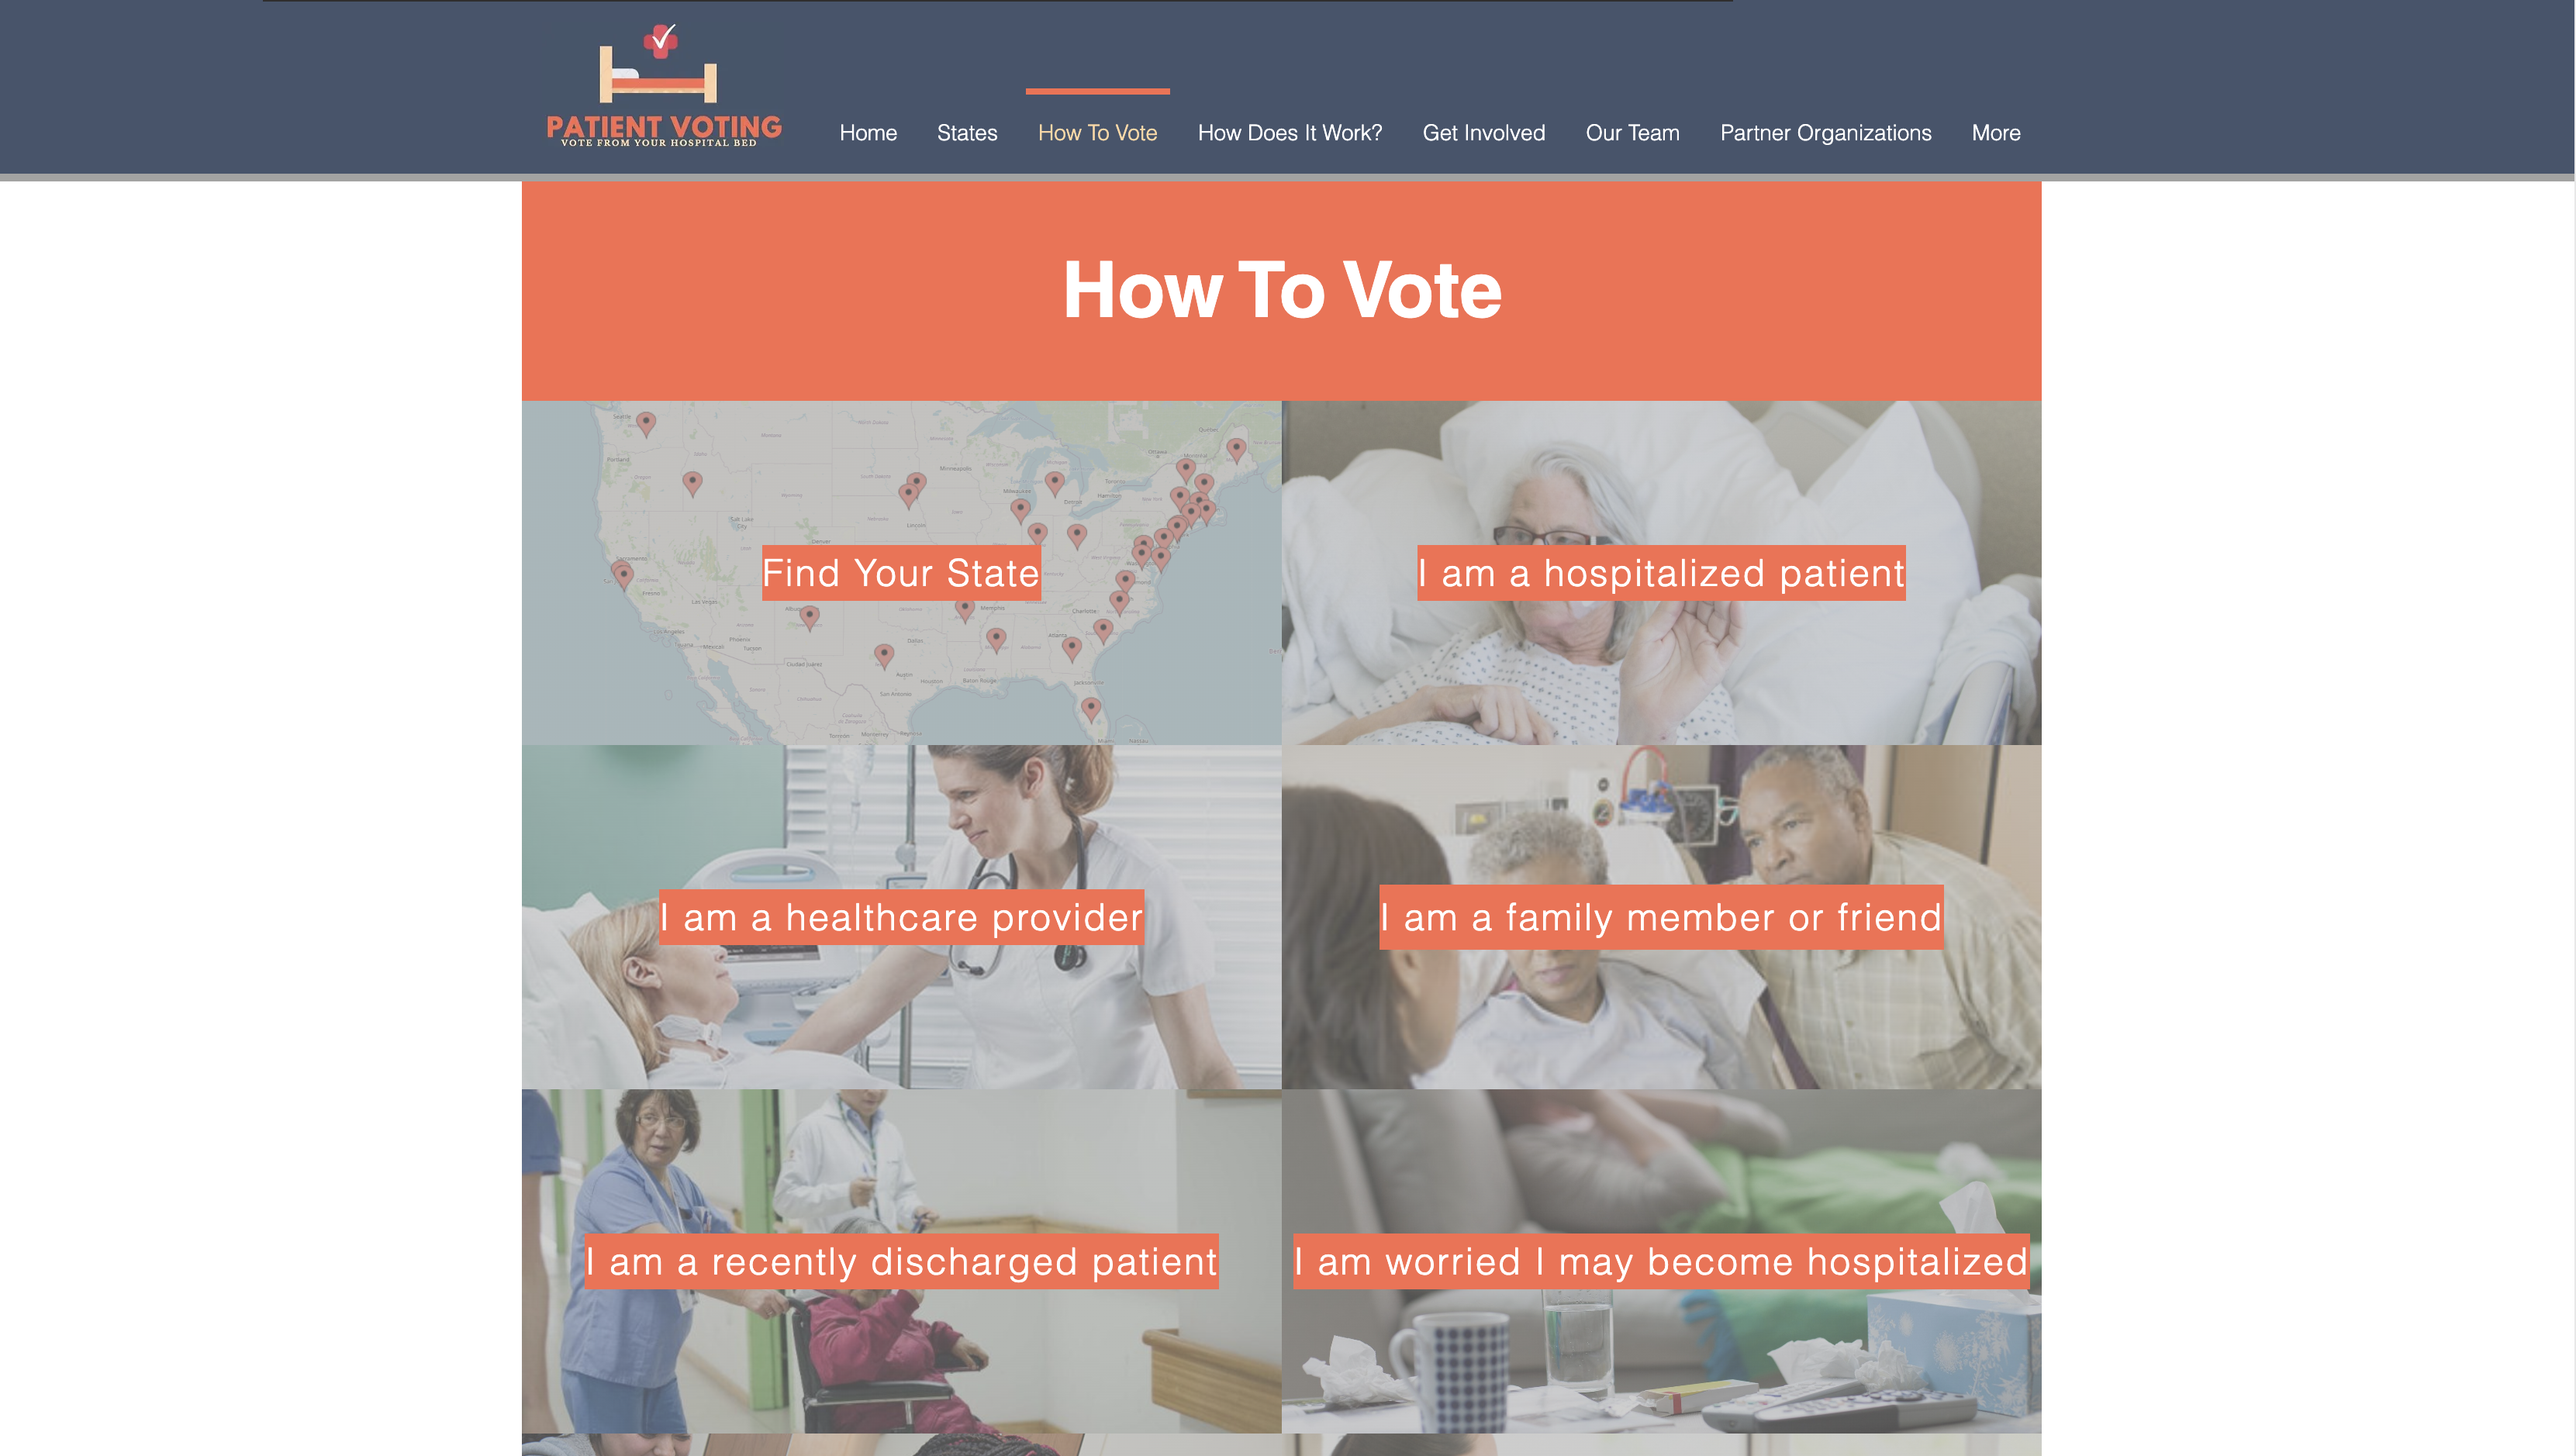 PATIENT VOTING
VOTE FROM YOUR HOSPITAL BED
Home
States
How To Vote
How Does It Work?
Get Involved
Our Team
Partner Organizations
More
How To Vote
Find Your State
I am a hospitalized patient
I am a healthcare provider
I am a family member or friend
I am a recently discharged patient
I am worried I may become hospitalized